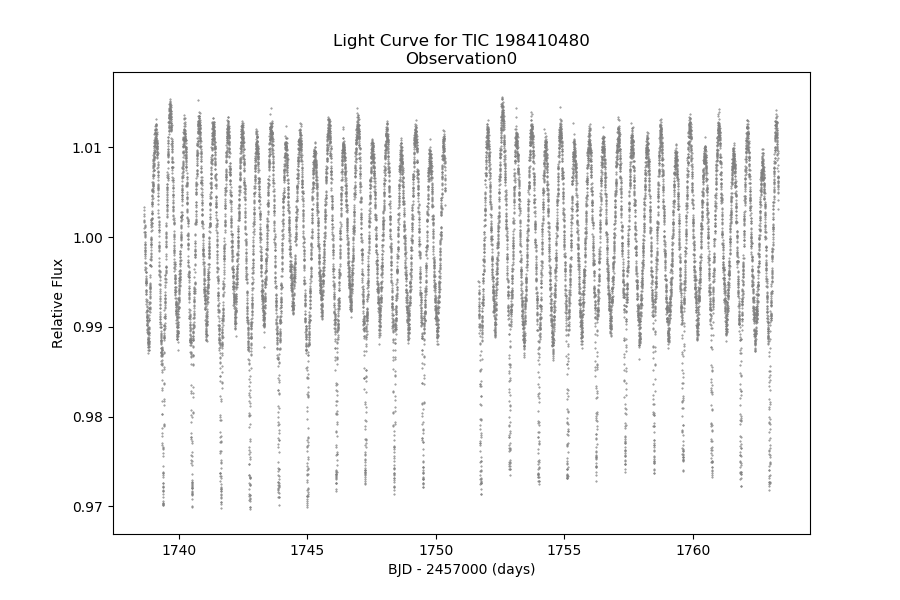 Light Curve for TIC 198410480
Observation0
Relative Flux
1.01
1.00
0.99
0.98
0.97
1740 1745 1750 1755 1760
BJD - 2457000 (days)